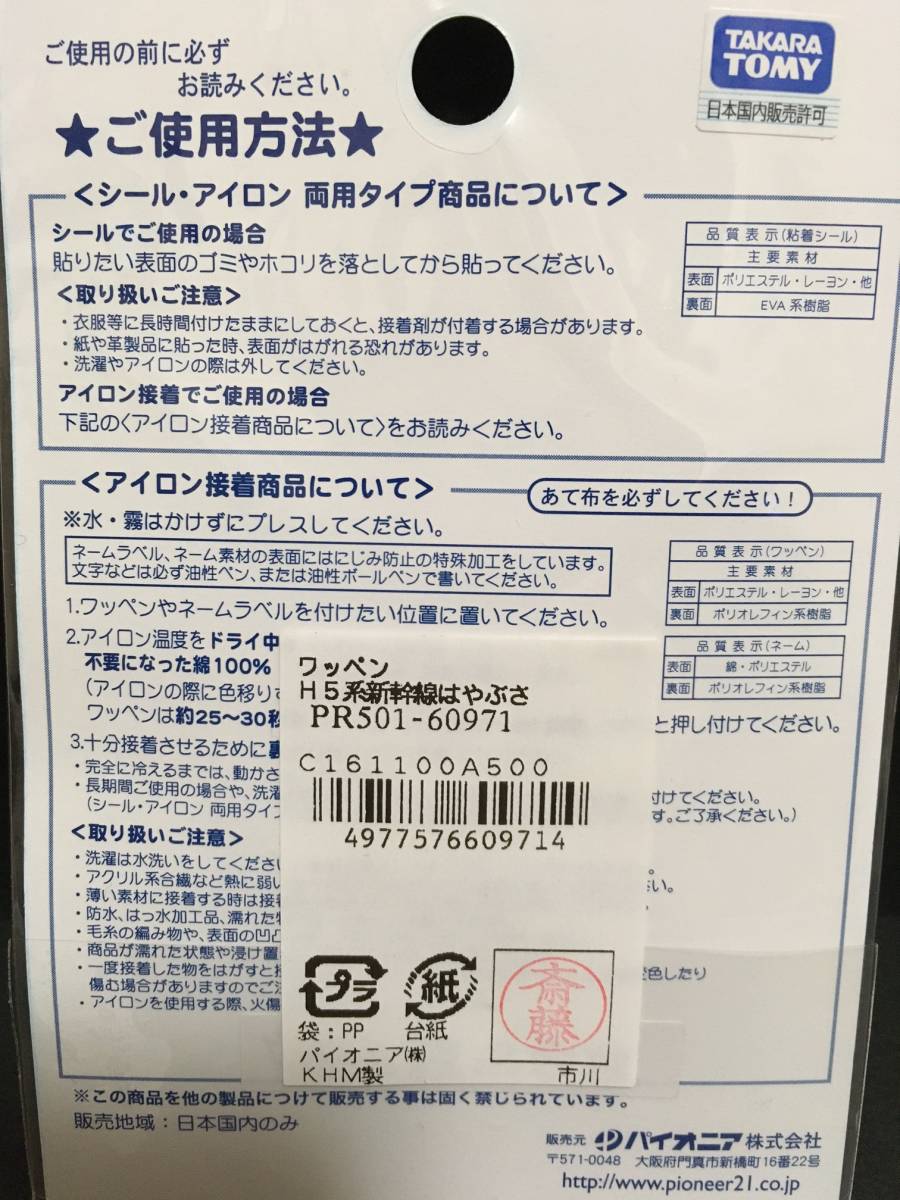 ご使用の前に必ず
お読みください。
TAKARA
TOMY
日本国内販売許可
★ご使用方法★
<シール・アイロン 両用タイプ商品について>
シールでご使用の場合
貼りたい表面のゴミやホコリを落としてから貼ってください。
<取り扱いご注意>
・衣服等に長時間付けたままにしておくと、接着剤が付着する場合があります。
・紙や革製品に貼った時、表面がはがれる恐れがあります。
・洗濯やアイロンの際は外してください。
アイロン接着でご使用の場合
下記の〈アイロン接着商品について〉をお読みください。
品質表示(粘着シール)
主要素材
表面 ポリエステル・レーヨン・他
裏面 EVA系樹脂
<アイロン接着商品について>
あて布を必ずしてください!
※水・霧はかけずにプレスしてください。
ネームラベル、ネーム素材の表面にはにじみ防止の特殊加工をしています。
文字などは必ず油性ペン、または油性ボールペンで書いてください。
品質表示(ワッペン)
主要素材
表面 ポリエステル・レーヨン・他
裏面 ポリオレフィン系樹脂
1.ワッペンやネームラベルを付けたい位置に置いてください。
品質表示(ネーム)
表面 綿・ポリエステル
裏面 ポリオレフィン系樹脂
2.アイロン温度をドライ中
不要になった綿100%
(アイロンの際に色移り
ワッペンは約25～30秒
と押し付けてください。
3.十分接着させるために裏
・完全に冷えるまでは、動かさ
・長期間ご使用の場合や、洗濯
付けてください。
(シール・アイロン 両用タイプ
す。ご了承ください。)
<取り扱いご注意>
・洗濯は水洗いをしてくださ
・アクリル系合繊など熱に弱い
さい。
・薄い素材に接着する時は接
・防水、はっ水加工品、濡れた
・毛糸の編み物や、表面の凹凸
・商品が濡れた状態や浸け置
・一度接着した物をはがすと接
変色したり
傷む場合がありますのでご注
・アイロンを使用する際、火傷
ワッペン
H5系新幹線はやぶさ
PR501-60971
C161100A500
4977576609714
プラ
紙
斎藤
袋:PP 台紙
パイオニア㈱
KHM製
市川
※この商品を他の製品につけて販売する事は固く禁じられています。
販売地域:日本国内のみ
販売元 パイオニア株式会社
〒571-0048 大阪府門真市新橋町16番22号
http://www.pioneer21.co.jp